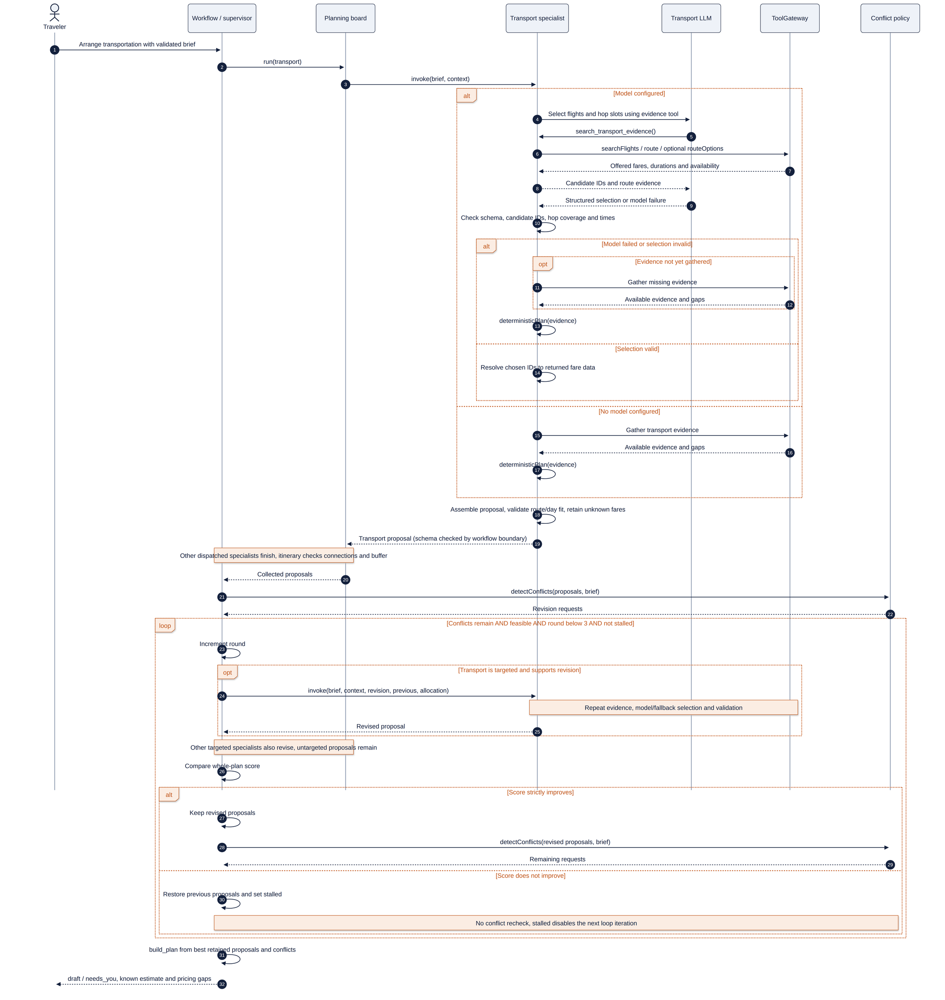 Traveler
Workflow / supervisor
Planning board
Transport specialist
Transport LLM
ToolGateway
Conflict policy
Arrange transportation with validated brief
1
run(transport)
2
invoke(brief, context)
3
alt
[Model configured]
Select flights and hop slots using evidence tool
4
search_transport_evidence()
5
searchFlights / route / optional routeOptions
6
Offered fares, durations and availability
7
Candidate IDs and route evidence
8
Structured selection or model failure
9
Check schema, candidate IDs, hop coverage and times
10
alt
[Model failed or selection invalid]
opt
[Evidence not yet gathered]
Gather missing evidence
11
Available evidence and gaps
12
deterministicPlan(evidence)
13
[Selection valid]
Resolve chosen IDs to returned fare data
14
[No model configured]
Gather transport evidence
15
Available evidence and gaps
16
deterministicPlan(evidence)
17
Assemble proposal, validate route/day fit, retain unknown fares
18
Transport proposal (schema checked by workflow boundary)
19
Other dispatched specialists finish, itinerary checks connections and buffer
Collected proposals
20
detectConflicts(proposals, brief)
21
Revision requests
22
loop
[Conflicts remain AND feasible AND round below 3 AND not stalled]
Increment round
23
opt
[Transport is targeted and supports revision]
invoke(brief, context, revision, previous, allocation)
24
Repeat evidence, model/fallback selection and validation
Revised proposal
25
Other targeted specialists also revise, untargeted proposals remain
Compare whole-plan score
26
alt
[Score strictly improves]
Keep revised proposals
27
detectConflicts(revised proposals, brief)
28
Remaining requests
29
[Score does not improve]
Restore previous proposals and set stalled
30
No conflict recheck, stalled disables the next loop iteration
build_plan from best retained proposals and conflicts
31
draft / needs_you, known estimate and pricing gaps
32